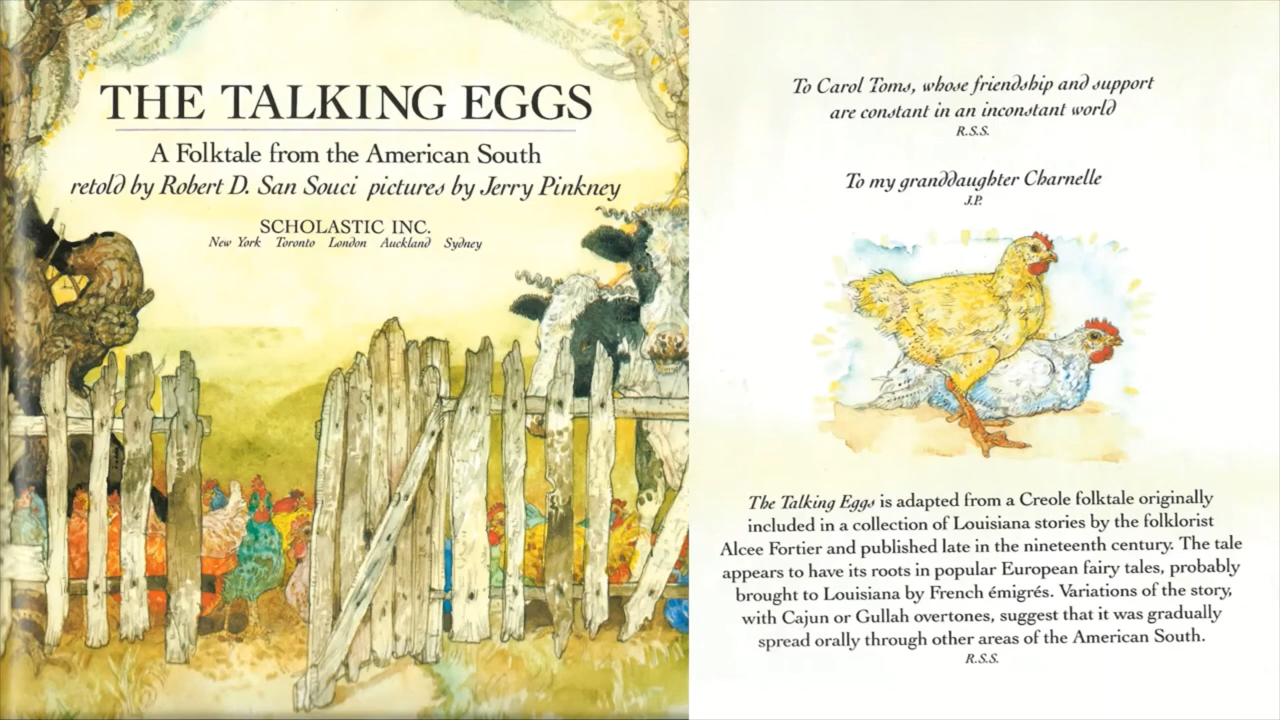 THE TALKING EGGS
A Folktale from the American South
retold by Robert D. San Souci pictures by Jerry Pinkney
SCHOLASTIC INC.
New York Toronto London Auckland Sydney
To Carol Toms, whose friendship and support
are constant in an inconstant world
R.S.S.
To my granddaughter Charnelle
J.P.
The Talking Eggs is adapted from a Creole folktale originally
included in a collection of Louisiana stories by the folklorist
Alcee Fortier and published late in the nineteenth century. The tale
appears to have its roots in popular European fairy tales, probably
brought to Louisiana by French émigrés. Variations of the story,
with Cajun or Gullah overtones, suggest that it was gradually
spread orally through other areas of the American South.
R.S.S.